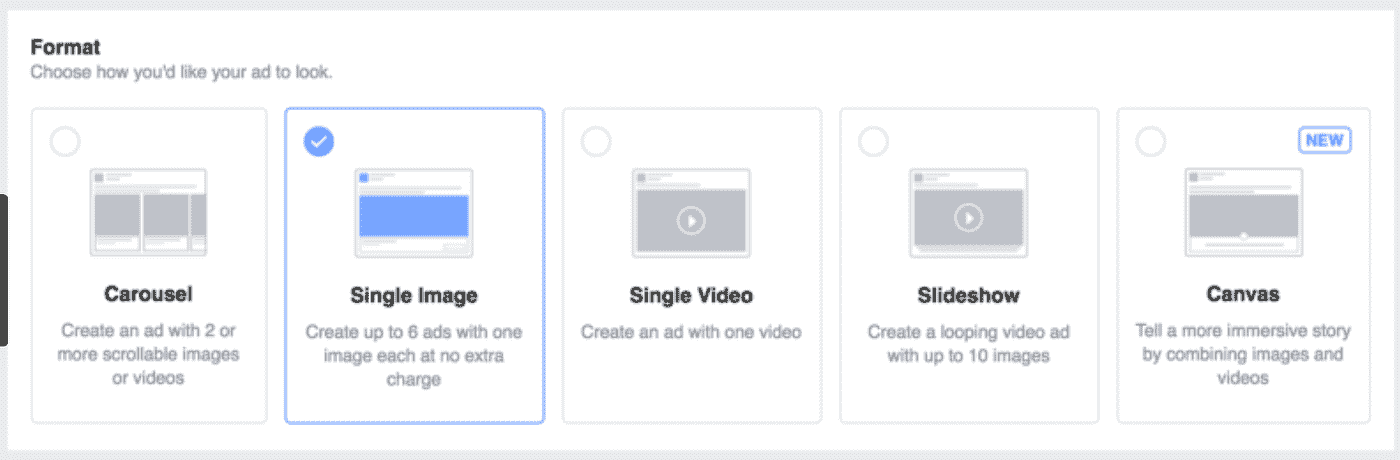 Format
Choose how you'd like your ad to look.
Carousel
Create an ad with 2 or
more scrollable images
or videos
Single Image
Create up to 6 ads with one
image each at no extra
charge
Single Video
Create an ad with one video
Slideshow
Create a looping video ad
with up to 10 images
NEW
Canvas
Tell a more immersive story
by combining images and
videos